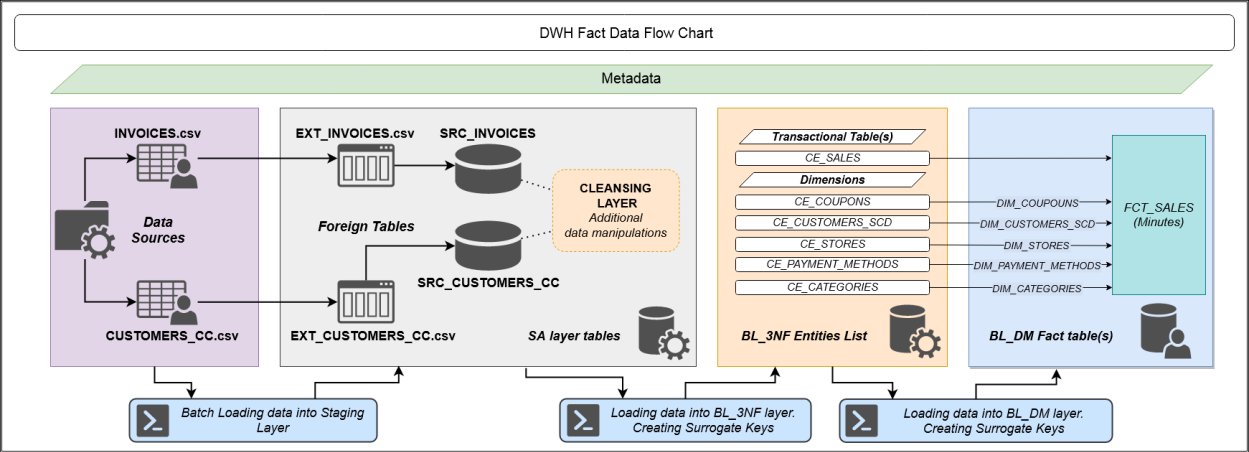 DWH Fact Data Flow Chart
Metadata
INVOICES.csv
Data
Sources
CUSTOMERS_CC.csv
EXT_INVOICES.csv
SRC_INVOICES
Foreign Tables
CLEANSING
LAYER
Additional
data manipulations
SRC_CUSTOMERS_CC
EXT_CUSTOMERS_CC.csv
SA layer tables
Transactional Table(s)
CE_SALES
Dimensions
CE_COUPONS
CE_CUSTOMERS_SCD
CE_STORES
CE_PAYMENT_METHODS
CE_CATEGORIES
BL_3NF Entities List
DIM_COUPOUNS
DIM_CUSTOMERS_SCD
DIM_STORES
DIM_PAYMENT_METHODS
DIM_CATEGORIES
FCT_SALES
(Minutes)
BL_DM Fact table(s)
Batch Loading data into Staging
Layer
Loading data into BL_3NF layer.
Creating Surrogate Keys
Loading data into BL_DM layer.
Creating Surrogate Keys